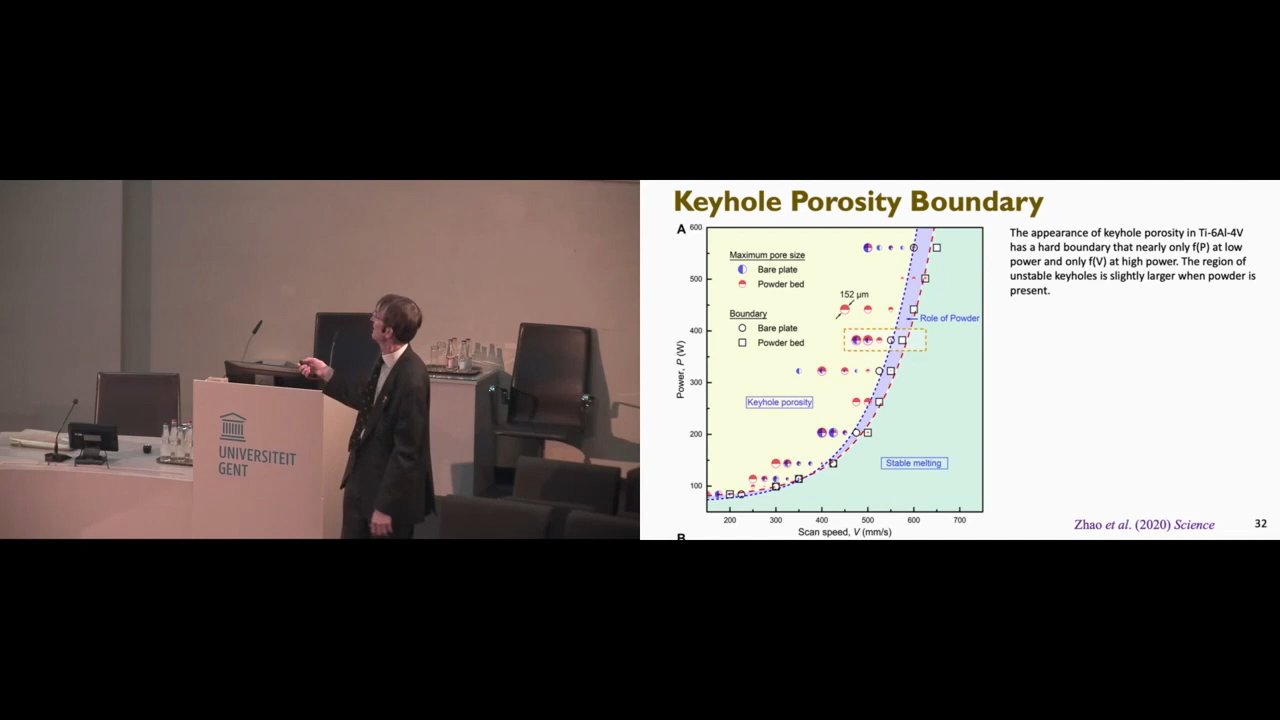 UNIVERSITEIT
GENT
Keyhole Porosity Boundary
A
600
500
400
300
200
100
Power, P (W)
Maximum pore size
Bare plate
Powder bed
Boundary
Bare plate
Powder bed
152 µm
Role of Powder
Keyhole porosity
Stable melting
200
300
400
500
600
700
Scan speed, V (mm/s)
B
The appearance of keyhole porosity in Ti-6Al-4V
has a hard boundary that nearly only f(P) at low
power and only f(V) at high power. The region of
unstable keyholes is slightly larger when powder is
present.
Zhao et al. (2020) Science
32